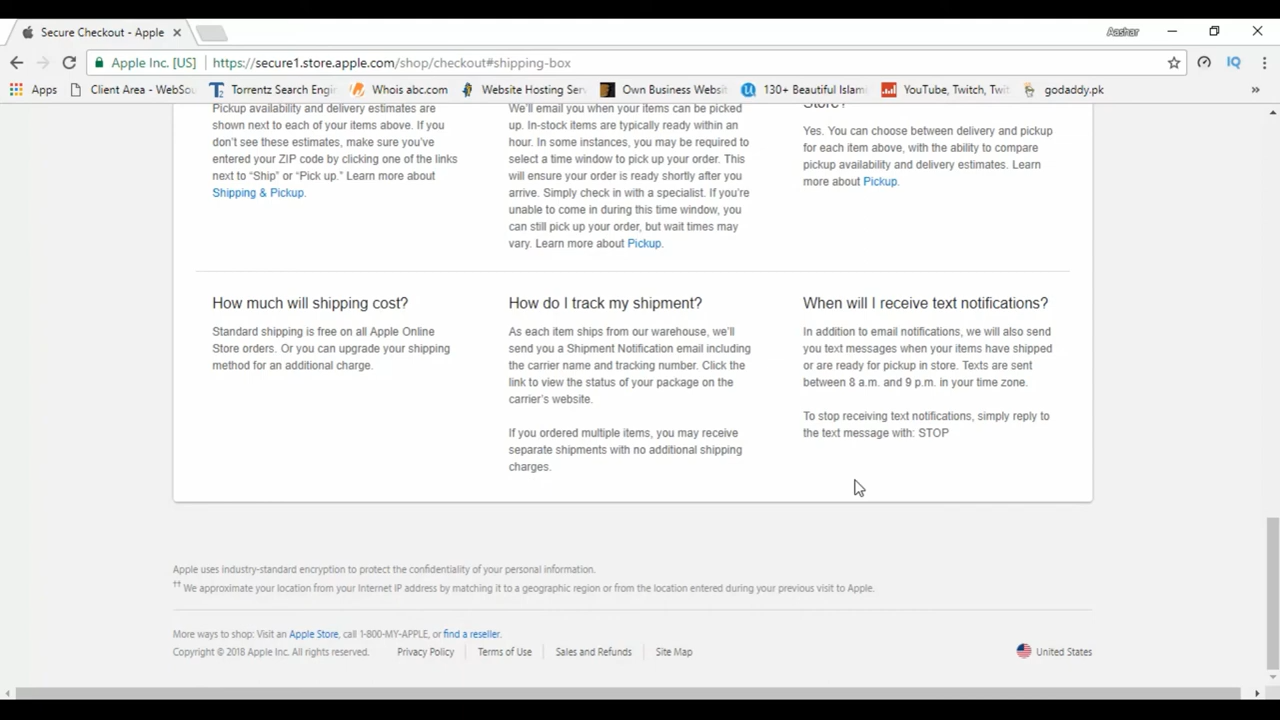 Secure Checkout - Apple
Aashar
Apple Inc. [US] https://secure1.store.apple.com/shop/checkout#shipping-box
Apps Client Area - WebSou Torrentz Search Engin Whois abc.com Website Hosting Serv Own Business Websit 130+ Beautiful Islam YouTube, Twitch, Twit godaddy.pk »
Pickup availability and delivery estimates are
shown next to each of your items above. If you
don't see these estimates, make sure you've
entered your ZIP code by clicking one of the links
next to “Ship” or “Pick up.” Learn more about
Shipping & Pickup.
We'll email you when your items can be picked
up. In-stock items are typically ready within an
hour. In some instances, you may be required to
select a time window to pick up your order. This
will ensure your order is ready shortly after you
arrive. Simply check in with a specialist. If you're
unable to come in during this time window, you
can still pick up your order, but wait times may
vary. Learn more about Pickup.
Store?
Yes. You can choose between delivery and pickup
for each item above, with the ability to compare
pickup availability and delivery estimates. Learn
more about Pickup.
How much will shipping cost?
Standard shipping is free on all Apple Online
Store orders. Or you can upgrade your shipping
method for an additional charge.
How do I track my shipment?
As each item ships from our warehouse, we'll
send you a Shipment Notification email including
the carrier name and tracking number. Click the
link to view the status of your package on the
carrier's website.
If you ordered multiple items, you may receive
separate shipments with no additional shipping
charges.
When will I receive text notifications?
In addition to email notifications, we will also send
you text messages when your items have shipped
or are ready for pickup in store. Texts are sent
between 8 a.m. and 9 p.m. in your time zone.
To stop receiving text notifications, simply reply to
the text message with: STOP
Apple uses industry-standard encryption to protect the confidentiality of your personal information.
†† We approximate your location from your Internet IP address by matching it to a geographic region or from the location entered during your previous visit to Apple.
More ways to shop: Visit an Apple Store, call 1-800-MY-APPLE, or find a reseller.
Copyright © 2018 Apple Inc. All rights reserved. Privacy Policy Terms of Use Sales and Refunds Site Map United States